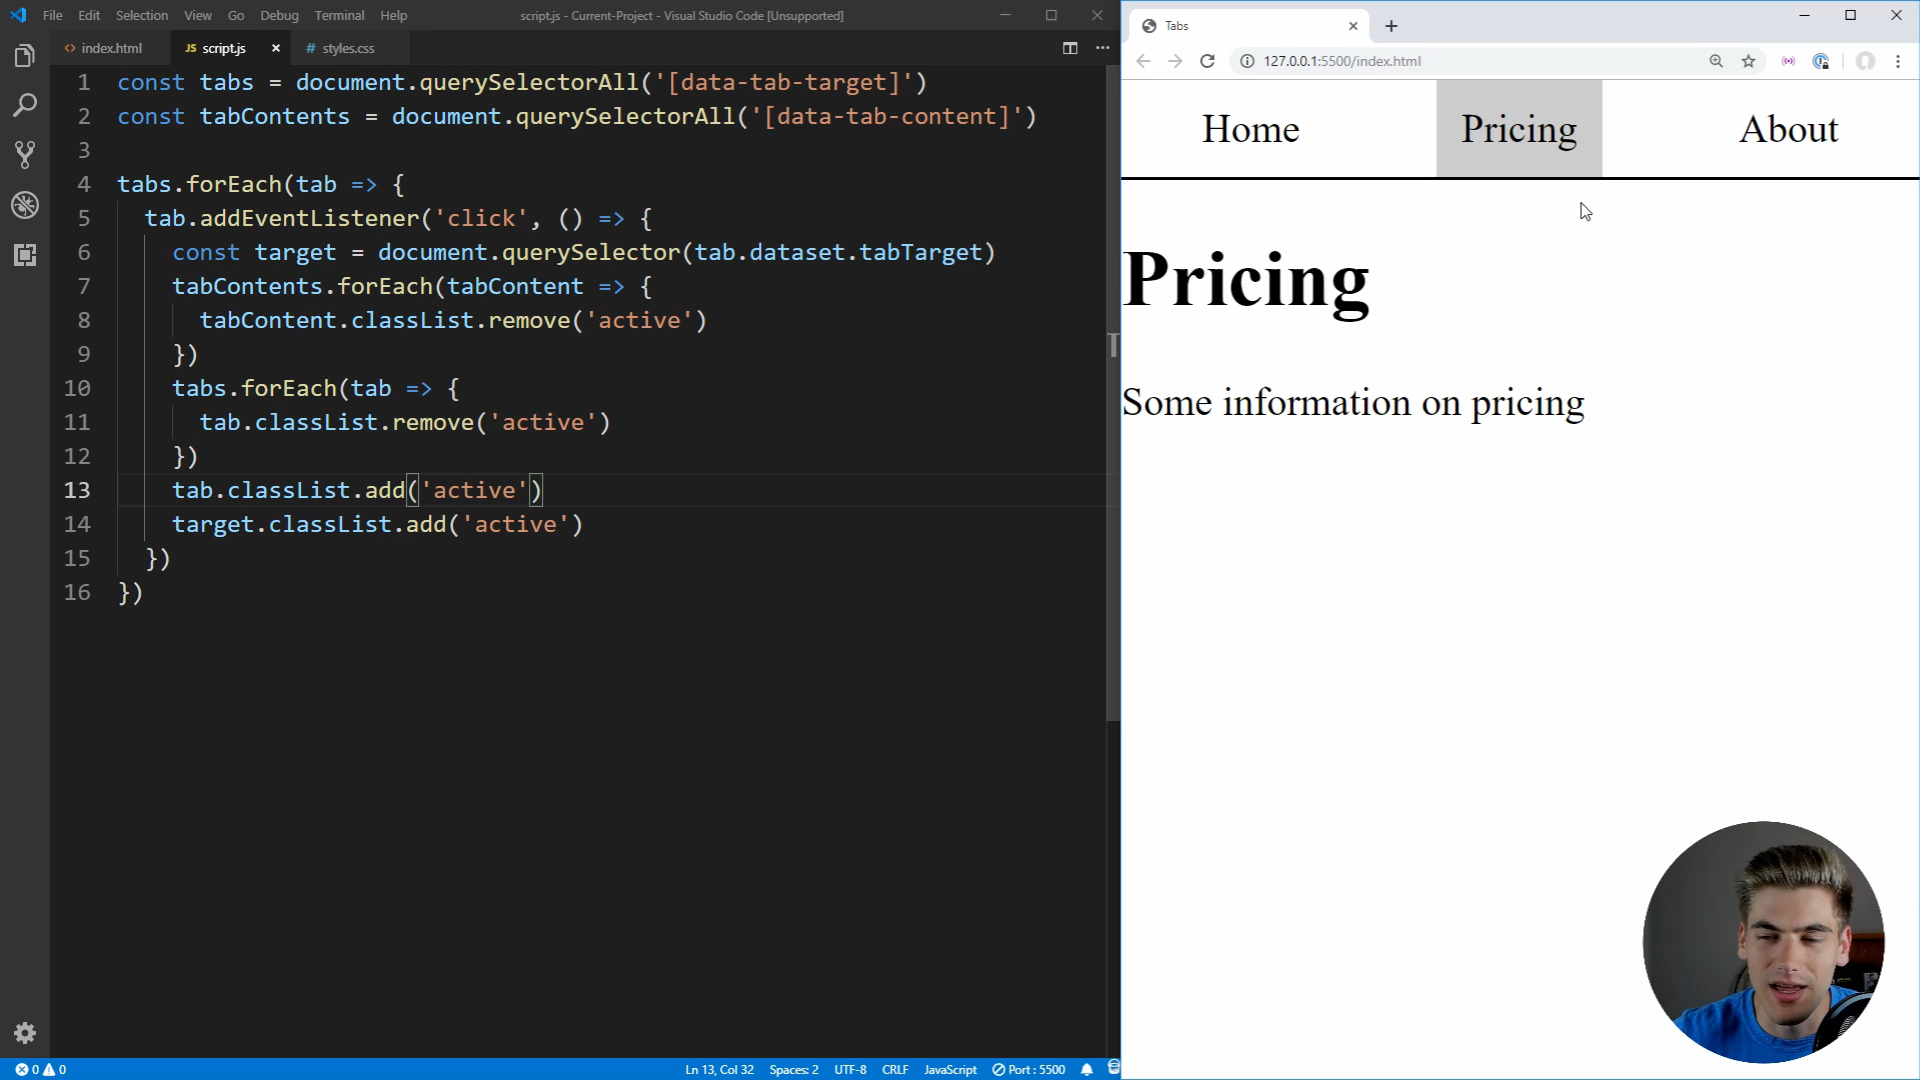 File Edit Selection View Go Debug Terminal Help
script.js - Current-Project - Visual Studio Code [Unsupported]
index.html
JS script.js
# styles.css
1 const tabs = document.querySelectorAll('[data-tab-target]')
2 const tabContents = document.querySelectorAll('[data-tab-content]')
3
4 tabs.forEach(tab => {
5 tab.addEventListener('click', () => {
6 const target = document.querySelector(tab.dataset.tabTarget)
7 tabContents.forEach(tabContent => {
8 tabContent.classList.remove('active')
9 })
10 tabs.forEach(tab => {
11 tab.classList.remove('active')
12 })
13 tab.classList.add('active')
14 target.classList.add('active')
15 })
16 })
0 0
Ln 13, Col 32 Spaces: 2 UTF-8 CRLF JavaScript Port : 5500
Tabs
127.0.0.1:5500/index.html
Home Pricing About
Pricing
Some information on pricing